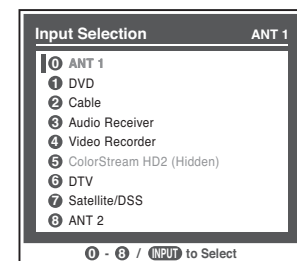 Input Selection ANT 1
0 ANT 1
1 DVD
2 Cable
3 Audio Receiver
4 Video Recorder
5 ColorStream HD2 (Hidden)
6 DTV
7 Satellite/DSS
8 ANT 2
0 - 8 / INPUT to Select